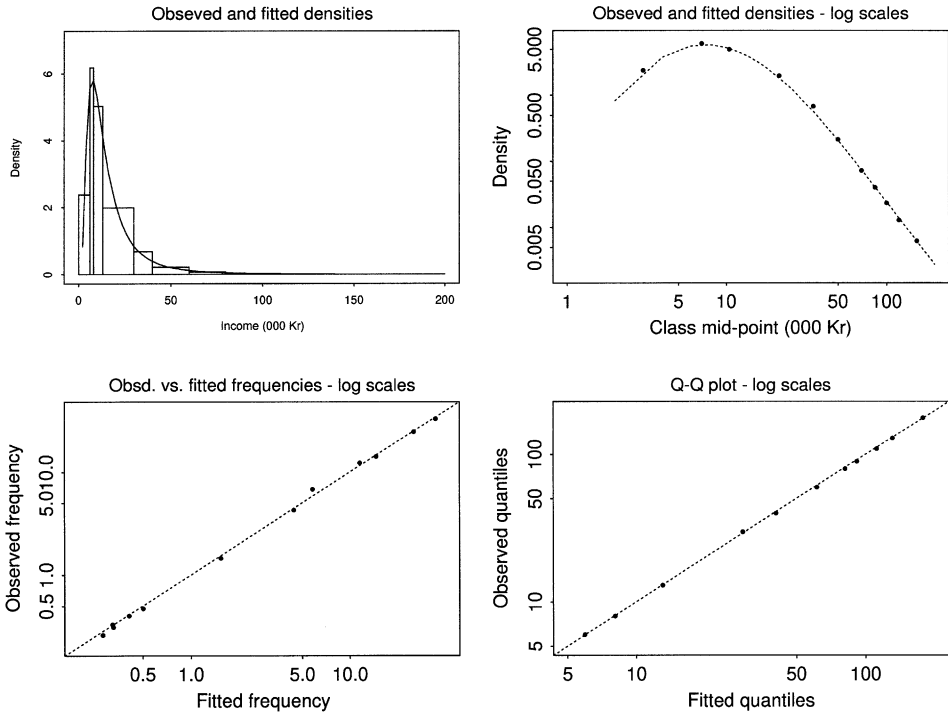 Obseved and fitted densities
Density
6
4
2
0
0 50 100 150 200
Income (000 Kr)
Obseved and fitted densities - log scales
Density
5.000
0.500
0.050
0.005
1 5 10 50 100
Class mid-point (000 Kr)
Obsd. vs. fitted frequencies - log scales
Observed frequency
0.5 1.0 5.010.0
0.5 1.0 5.0 10.0
Fitted frequency
Q-Q plot - log scales
Observed quantiles
100
50
10
5
5 10 50 100
Fitted quantiles